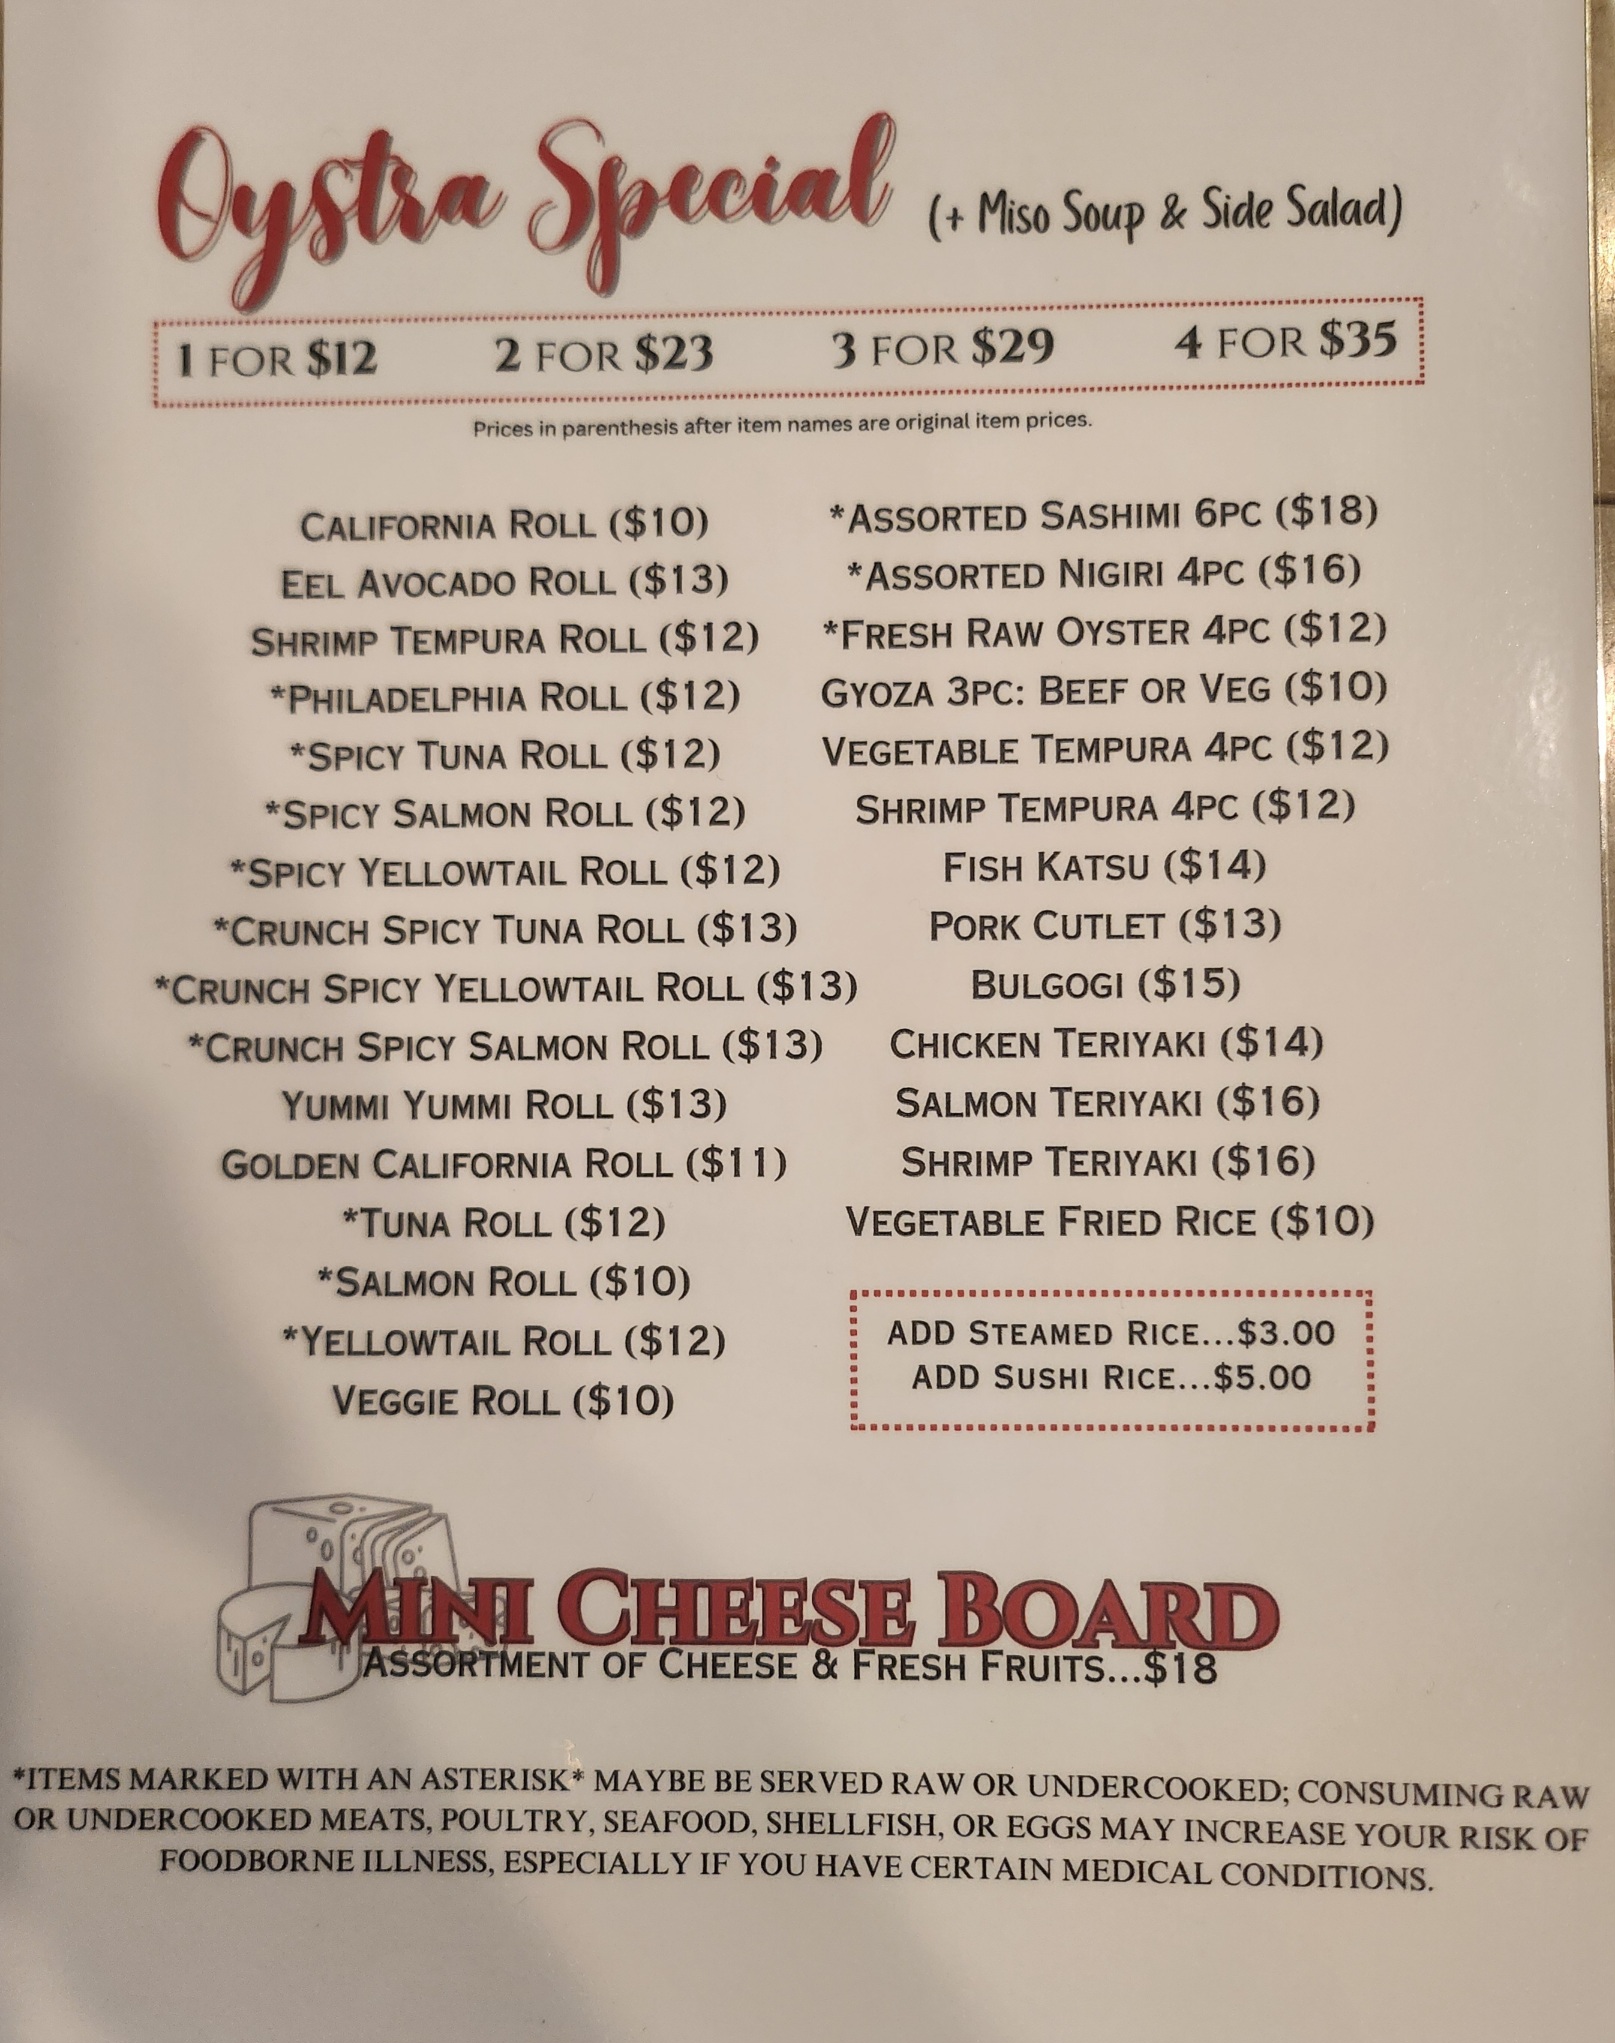 Oystra Special (+ Miso Soup & Side Salad)
1 FOR $12 2 FOR $23 3 FOR $29 4 FOR $35
Prices in parenthesis after item names are original item prices.
CALIFORNIA ROLL ($10)
EEL AVOCADO ROLL ($13)
SHRIMP TEMPURA ROLL ($12)
*PHILADELPHIA ROLL ($12)
*SPICY TUNA ROLL ($12)
*SPICY SALMON ROLL ($12)
*SPICY YELLOWTAIL ROLL ($12)
*CRUNCH SPICY TUNA ROLL ($13)
*CRUNCH SPICY YELLOWTAIL ROLL ($13)
*CRUNCH SPICY SALMON ROLL ($13)
YUMMI YUMMI ROLL ($13)
GOLDEN CALIFORNIA ROLL ($11)
*TUNA ROLL ($12)
*SALMON ROLL ($10)
*YELLOWTAIL ROLL ($12)
VEGGIE ROLL ($10)
*ASSORTED SASHIMI 6PC ($18)
*ASSORTED NIGIRI 4PC ($16)
*FRESH RAW OYSTER 4PC ($12)
GYOZA 3PC: BEEF OR VEG ($10)
VEGETABLE TEMPURA 4PC ($12)
SHRIMP TEMPURA 4PC ($12)
FISH KATSU ($14)
PORK CUTLET ($13)
BULGOGI ($15)
CHICKEN TERIYAKI ($14)
SALMON TERIYAKI ($16)
SHRIMP TERIYAKI ($16)
VEGETABLE FRIED RICE ($10)
ADD STEAMED RICE...$3.00
ADD SUSHI RICE...$5.00
MINI CHEESE BOARD
ASSORTMENT OF CHEESE & FRESH FRUITS...$18
*ITEMS MARKED WITH AN ASTERISK* MAYBE BE SERVED RAW OR UNDERCOOKED; CONSUMING RAW
OR UNDERCOOKED MEATS, POULTRY, SEAFOOD, SHELLFISH, OR EGGS MAY INCREASE YOUR RISK OF
FOODBORNE ILLNESS, ESPECIALLY IF YOU HAVE CERTAIN MEDICAL CONDITIONS.